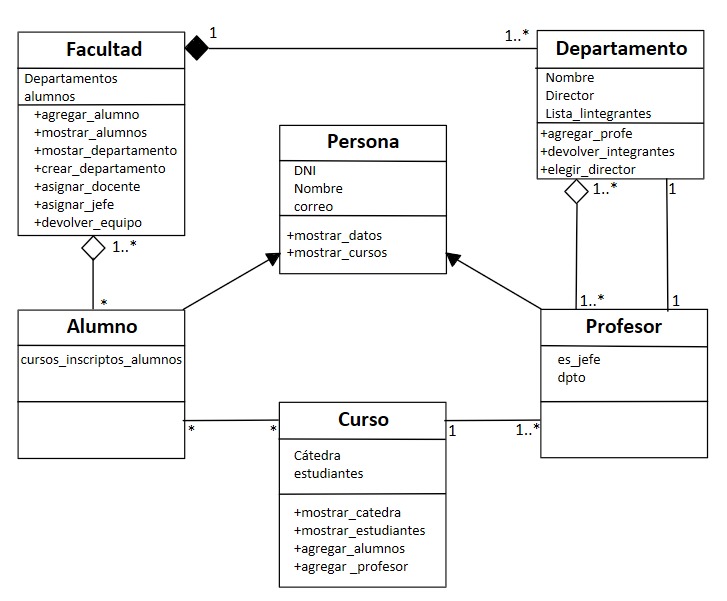 Facultad
Departamentos
alumnos
+agregar_alumno
+mostrar_alumnos
+mostar_departamento
+crear_departamento
+asignar_docente
+asignar_jefe
+devolver_equipo
1
1..*
Departamento
Nombre
Director
Lista_lintegrantes
+agregar_profe
+devolver_integrantes
+elegir_director
Persona
DNI
Nombre
correo
+mostrar_datos
+mostrar_cursos
1..*
*
1..*
1
1..*
1
Alumno
cursos_inscriptos_alumnos
Profesor
es_jefe
dpto
*
*
1
1..*
Curso
Cátedra
estudiantes
+mostrar_catedra
+mostrar_estudiantes
+agregar_alumnos
+agregar _profesor